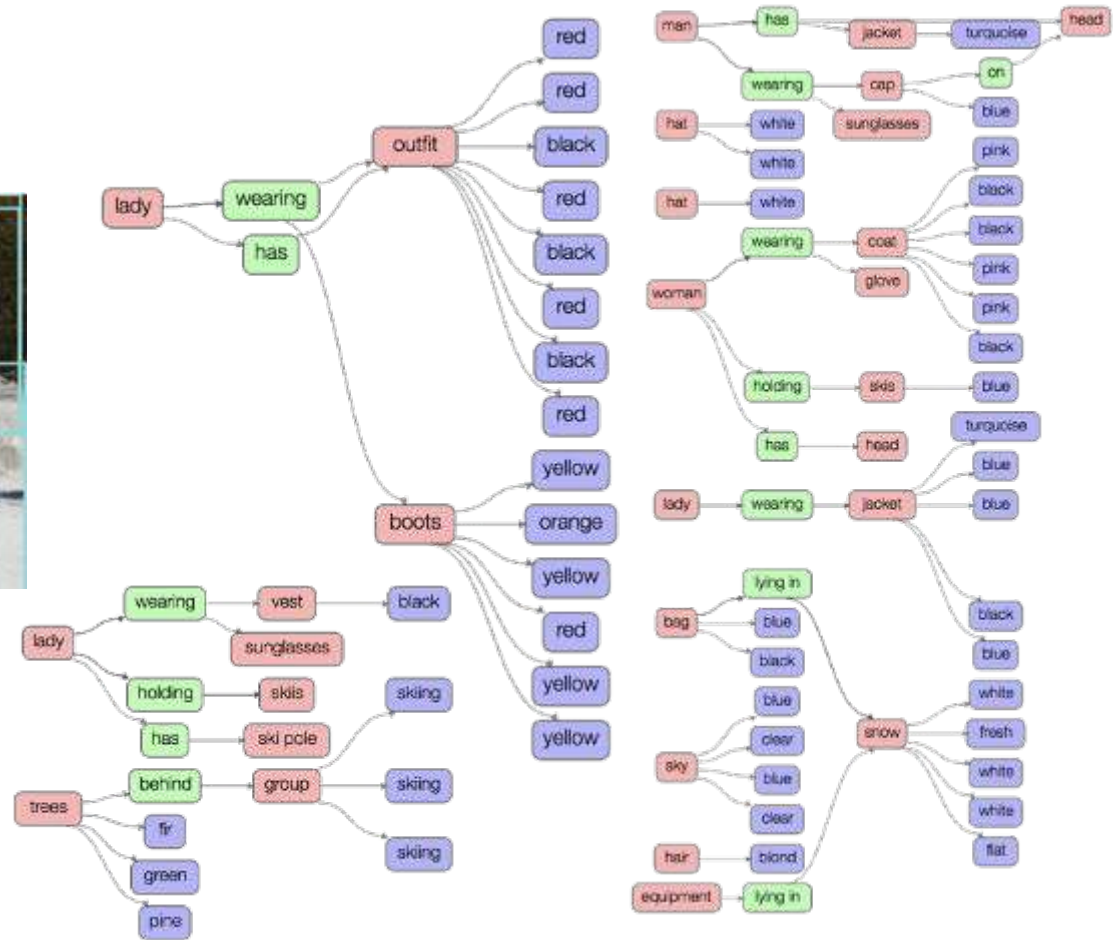 red
red
outfit
black
lady
wearing
red
has
black
red
black
red
yellow
boots
orange
yellow
red
yellow
yellow
lady
wearing
vest
black
sunglasses
holding
skiis
has
ski pole
skiing
trees
behind
group
skiing
fir
green
pine
skiing
man
has
head
jacket
turquoise
wearing
cap
on
sunglasses
blue
hat
white
white
hat
white
woman
wearing
coat
pink
black
black
pink
pink
black
glove
holding
skis
blue
has
head
lady
wearing
jacket
turquoise
blue
blue
black
blue
bag
lying in
blue
black
sky
blue
clear
blue
clear
snow
white
fresh
white
white
flat
hair
blond
equipment
lying in